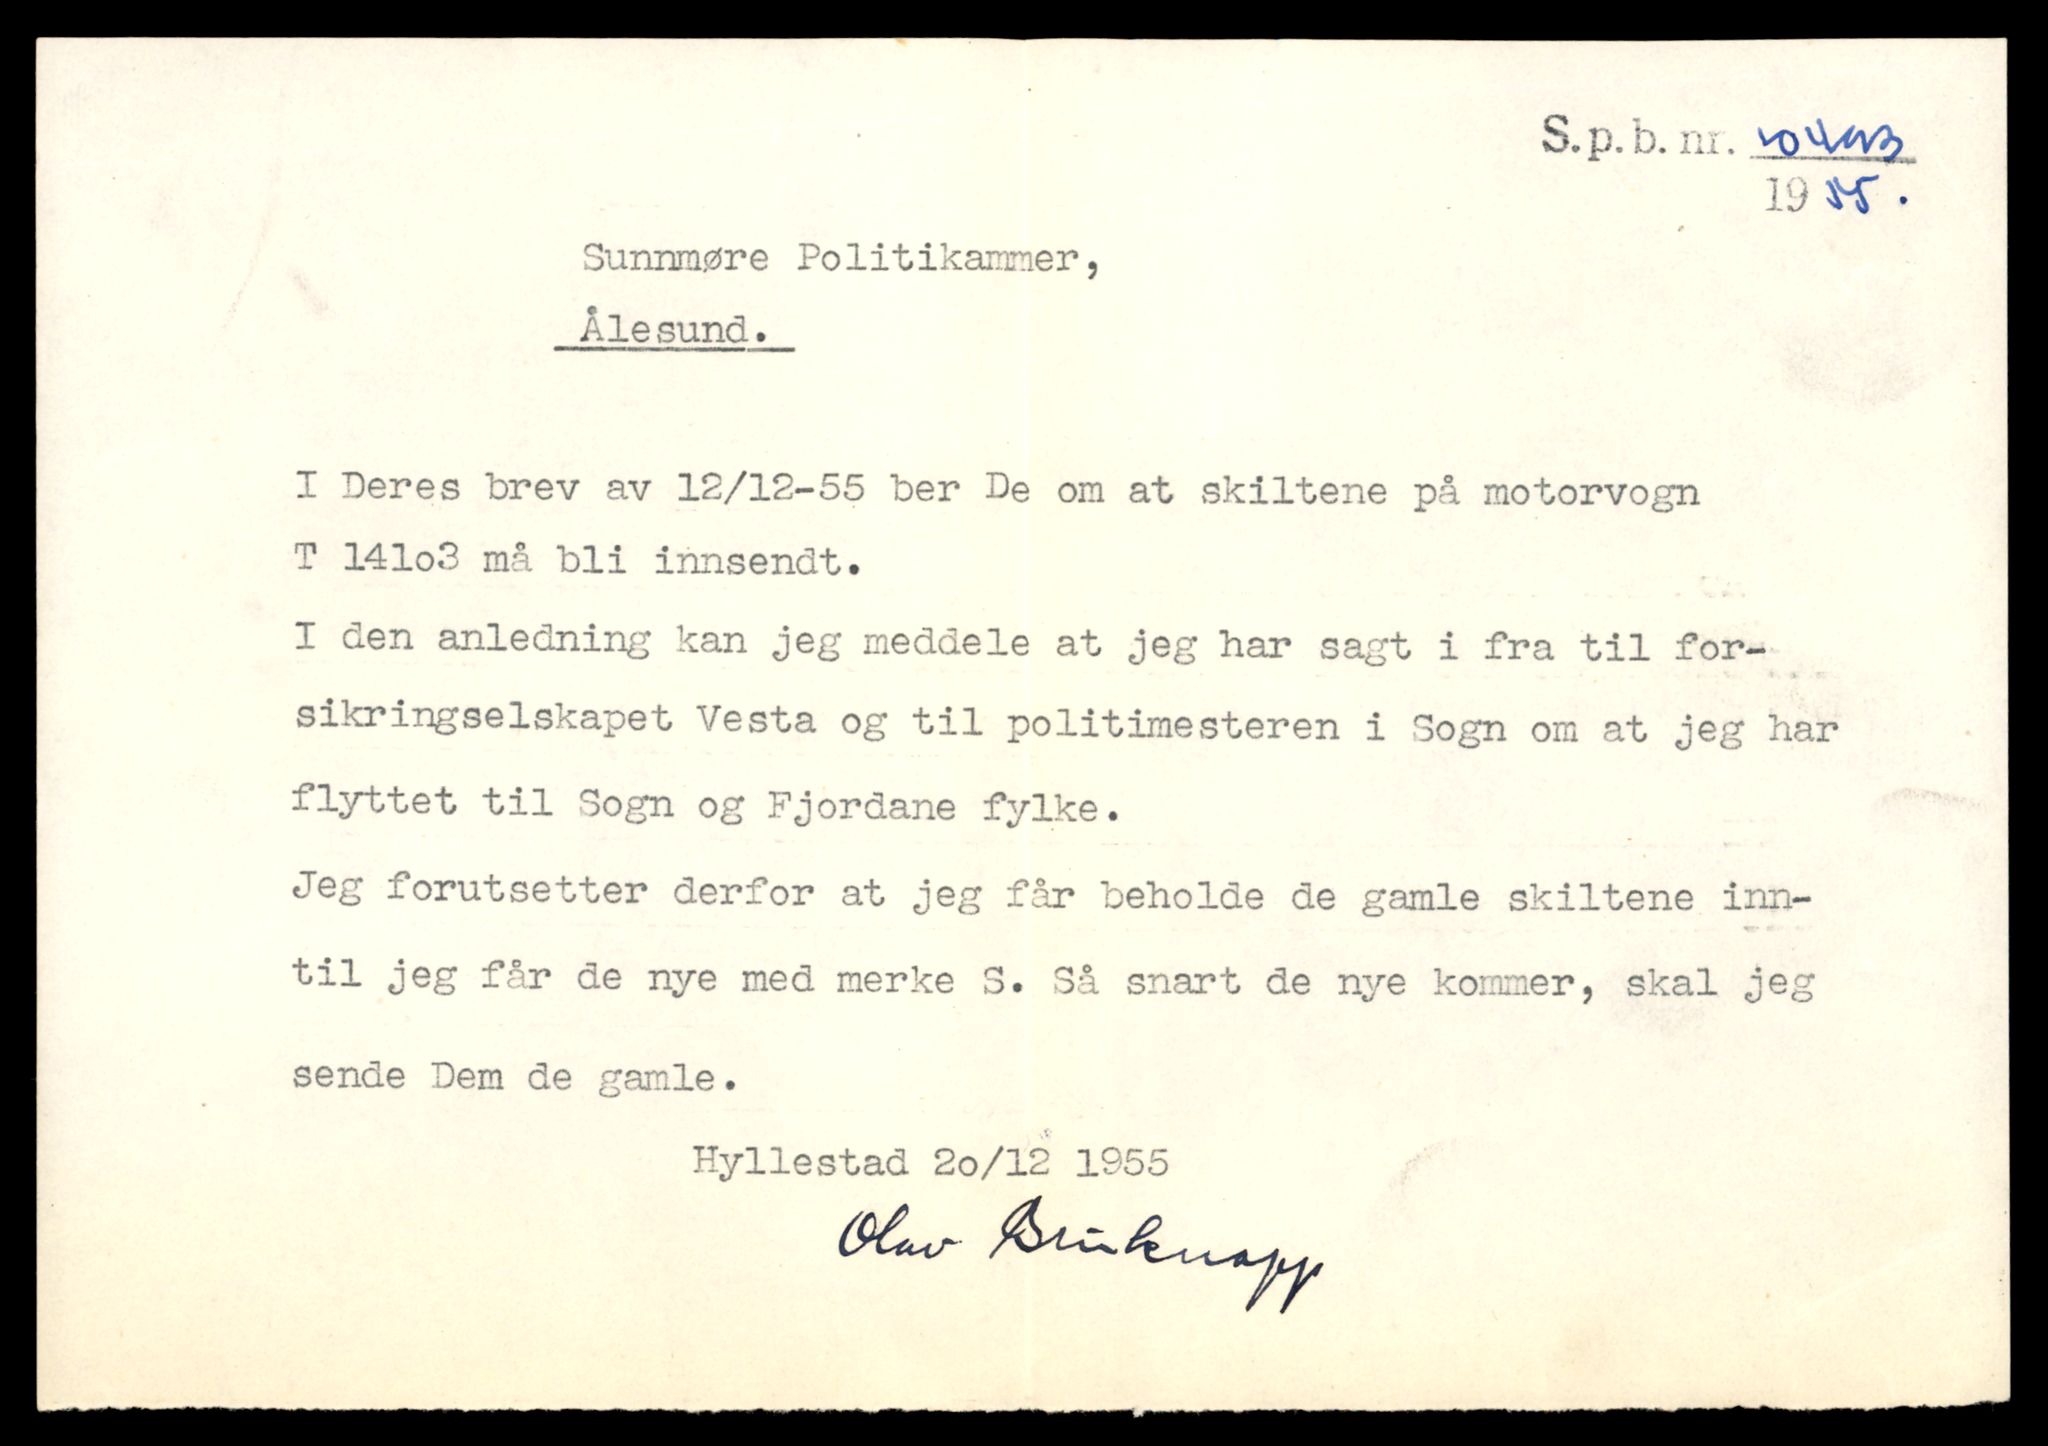 S.p.b. nr.
1955.
Sunnmøre Politikammer,
Ålesund.
I Deres brev av 12/12-55 ber De om at skiltene på motorvogn
T 141o3 må bli innsendt.
I den anledning kan jeg meddele at jeg har sagt i fra til for-
sikringselskapet Vesta og til politimesteren i Sogn om at jeg har
flyttet til Sogn og Fjordane fylke.
Jeg forutsetter derfor at jeg får beholde de gamle skiltene inn-
til jeg får de nye med merke S. Så snart de nye kommer, skal jeg
sende Dem de gamle.
Hyllestad 2o/12 1955
Olav